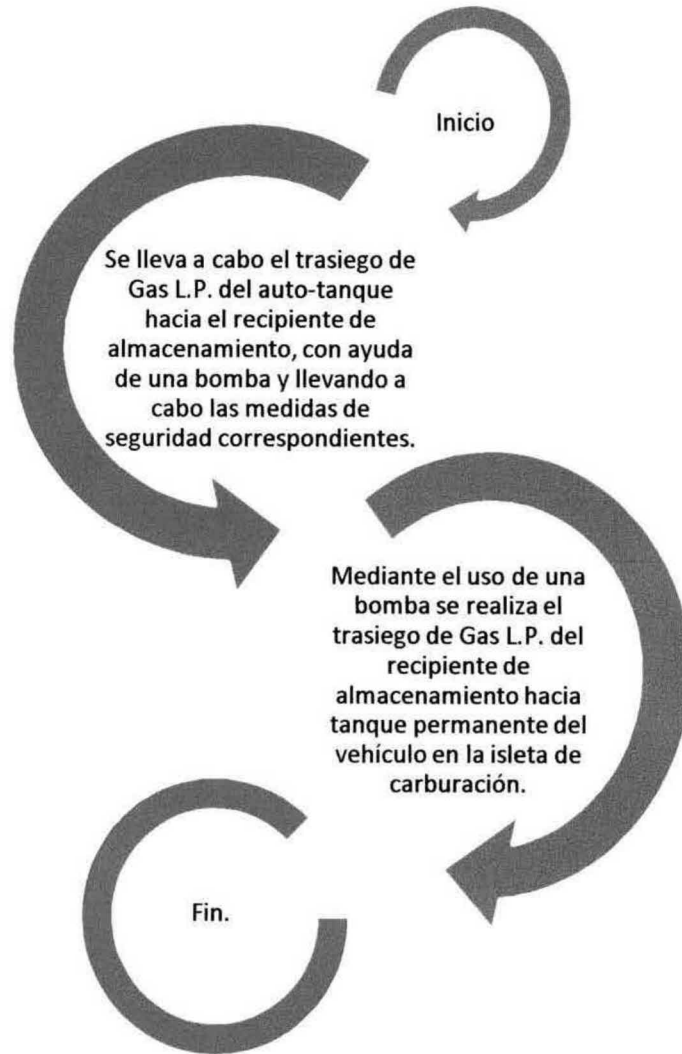 Inicio
Se lleva a cabo el trasiego de
Gas L.P. del auto-tanque
hacia el recipiente de
almacenamiento, con ayuda
de una bomba y llevando a
cabo las medidas de
seguridad correspondientes.
Mediante el uso de una
bomba se realiza el
trasiego de Gas L.P. del
recipiente de
almacenamiento hacia
tanque permanente del
vehículo en la isleta de
carburación.
Fin.